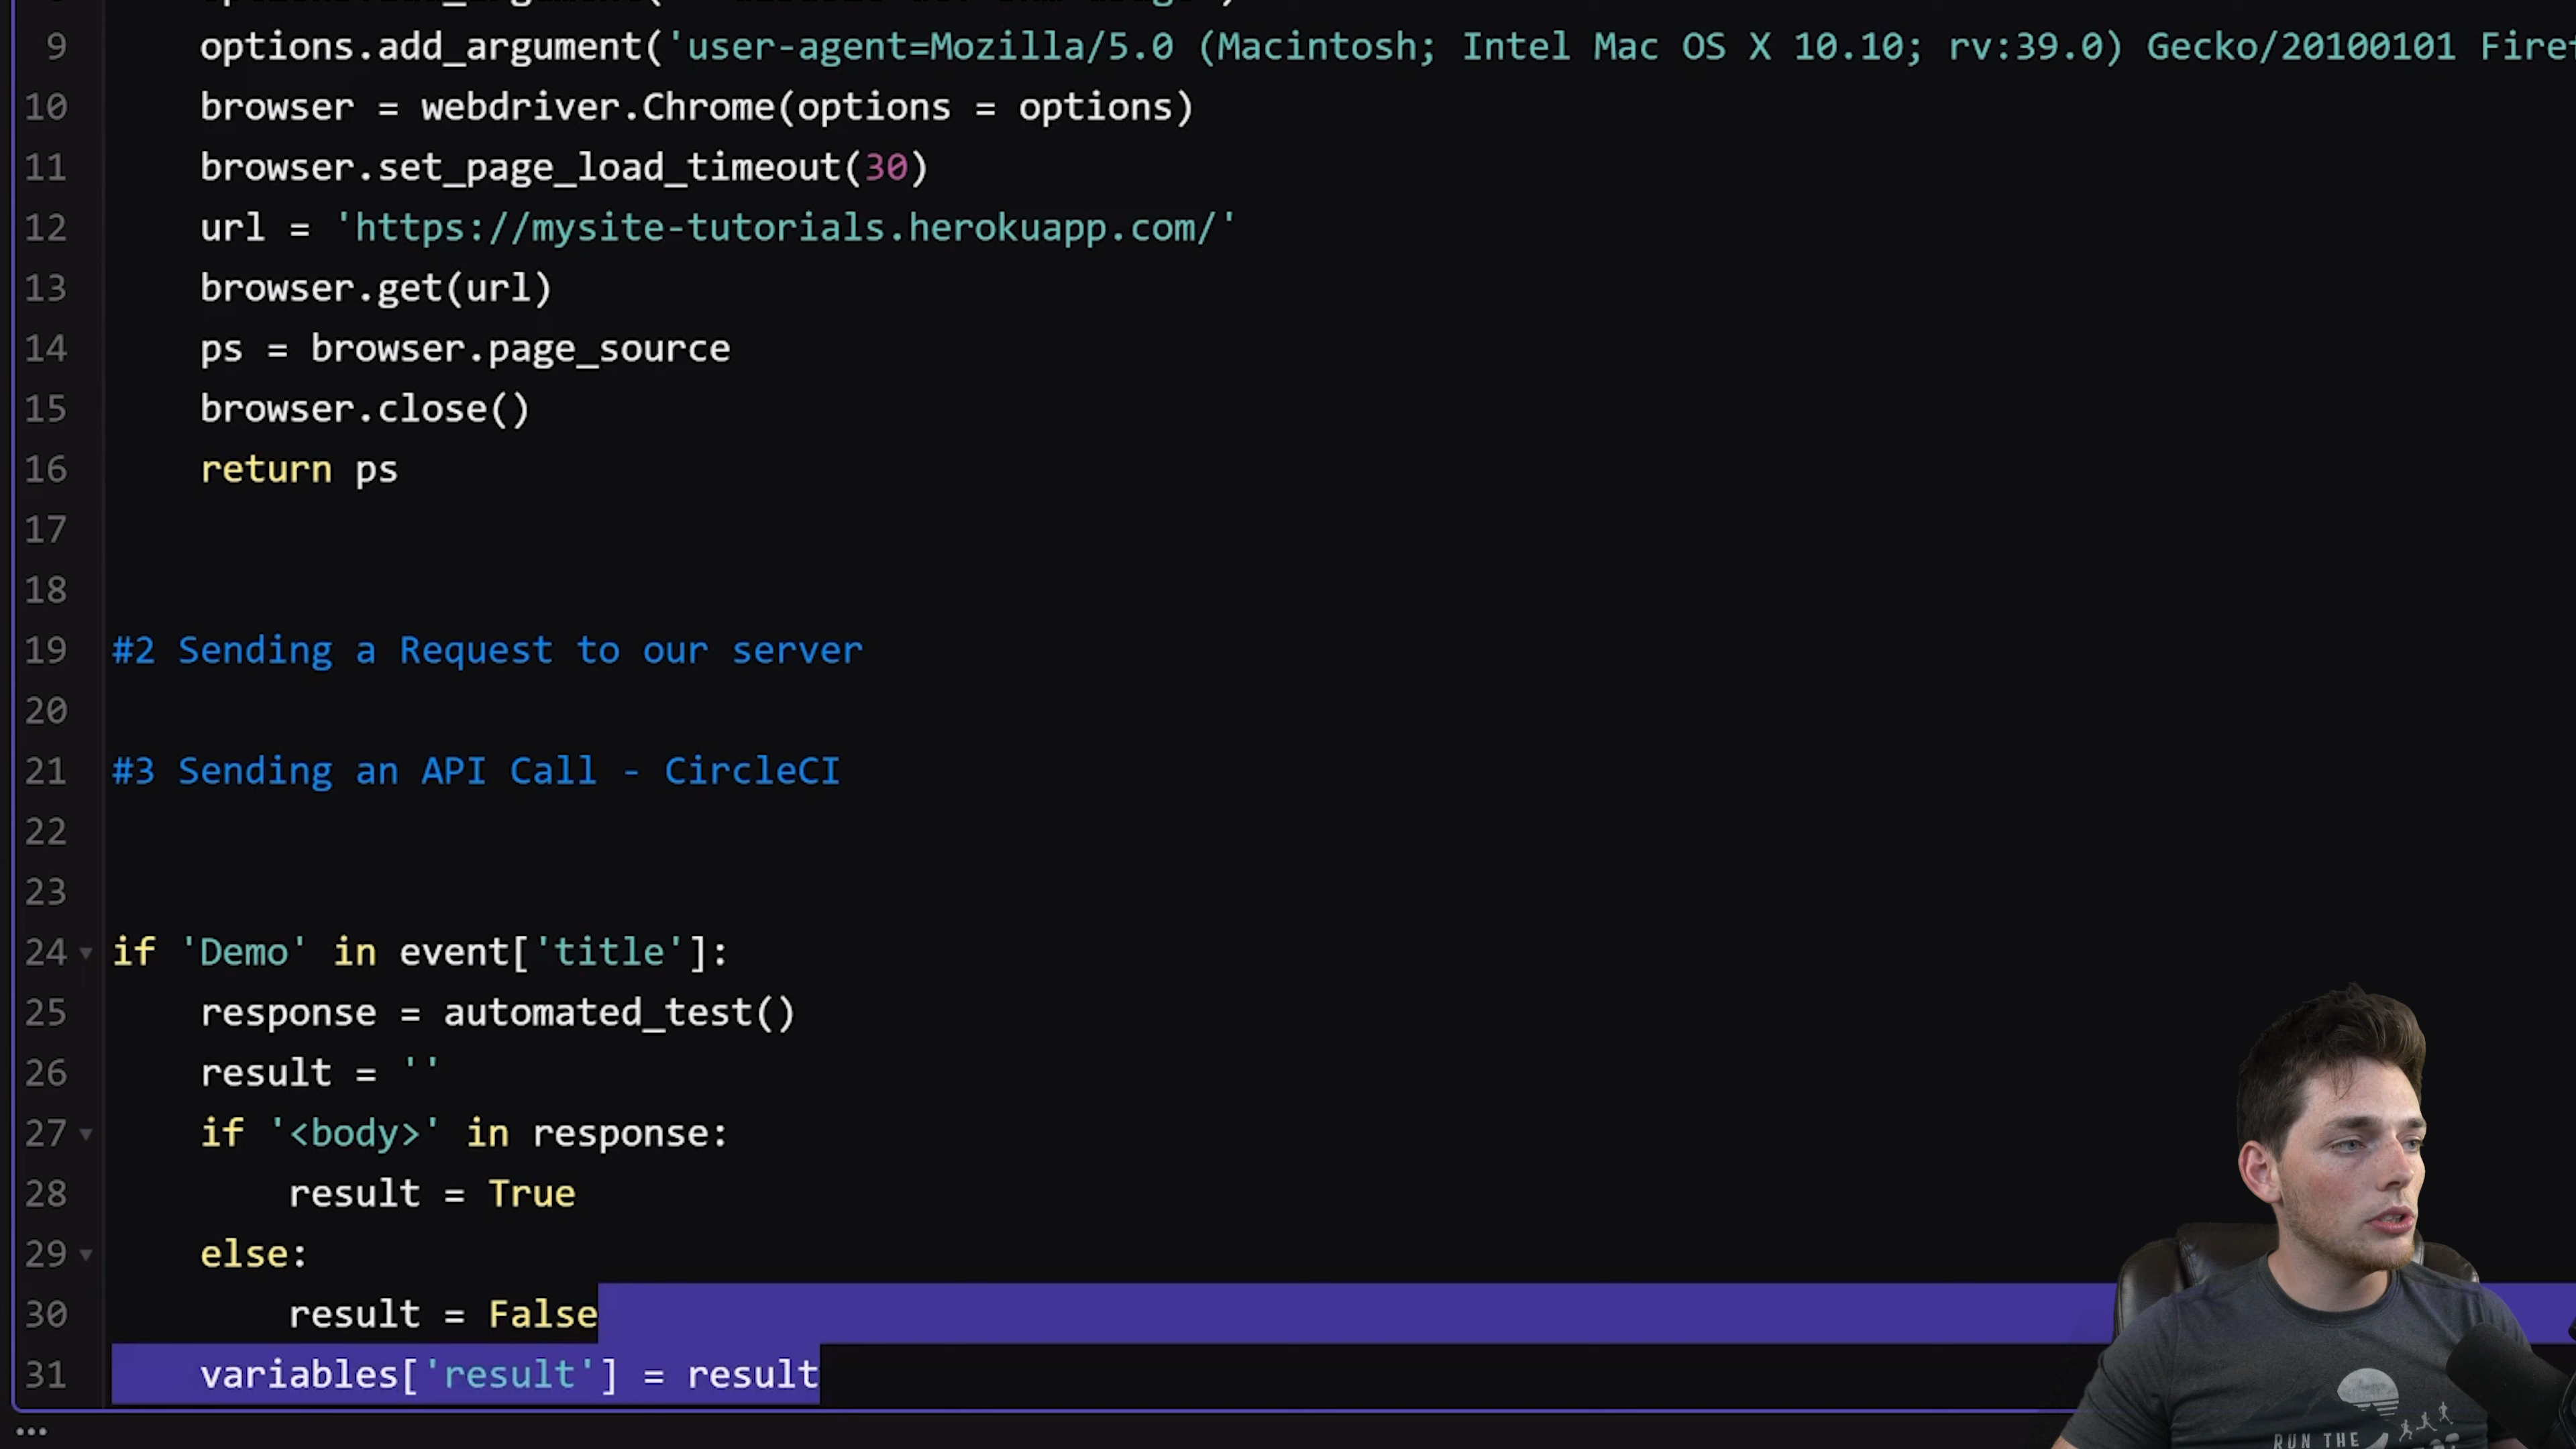 9 options.add_argument('user-agent=Mozilla/5.0 (Macintosh; Intel Mac OS X 10.10; rv:39.0) Gecko/20100101 Firef
10 browser = webdriver.Chrome(options = options)
11 browser.set_page_load_timeout(30)
12 url = 'https://mysite-tutorials.herokuapp.com/'
13 browser.get(url)
14 ps = browser.page_source
15 browser.close()
16 return ps
17
18
19 #2 Sending a Request to our server
20
21 #3 Sending an API Call - CircleCI
22
23
24 if 'Demo' in event['title']:
25 response = automated_test()
26 result = ''
27 if '<body>' in response:
28 result = True
29 else:
30 result = False
31 variables['result'] = result
...
RUN THE